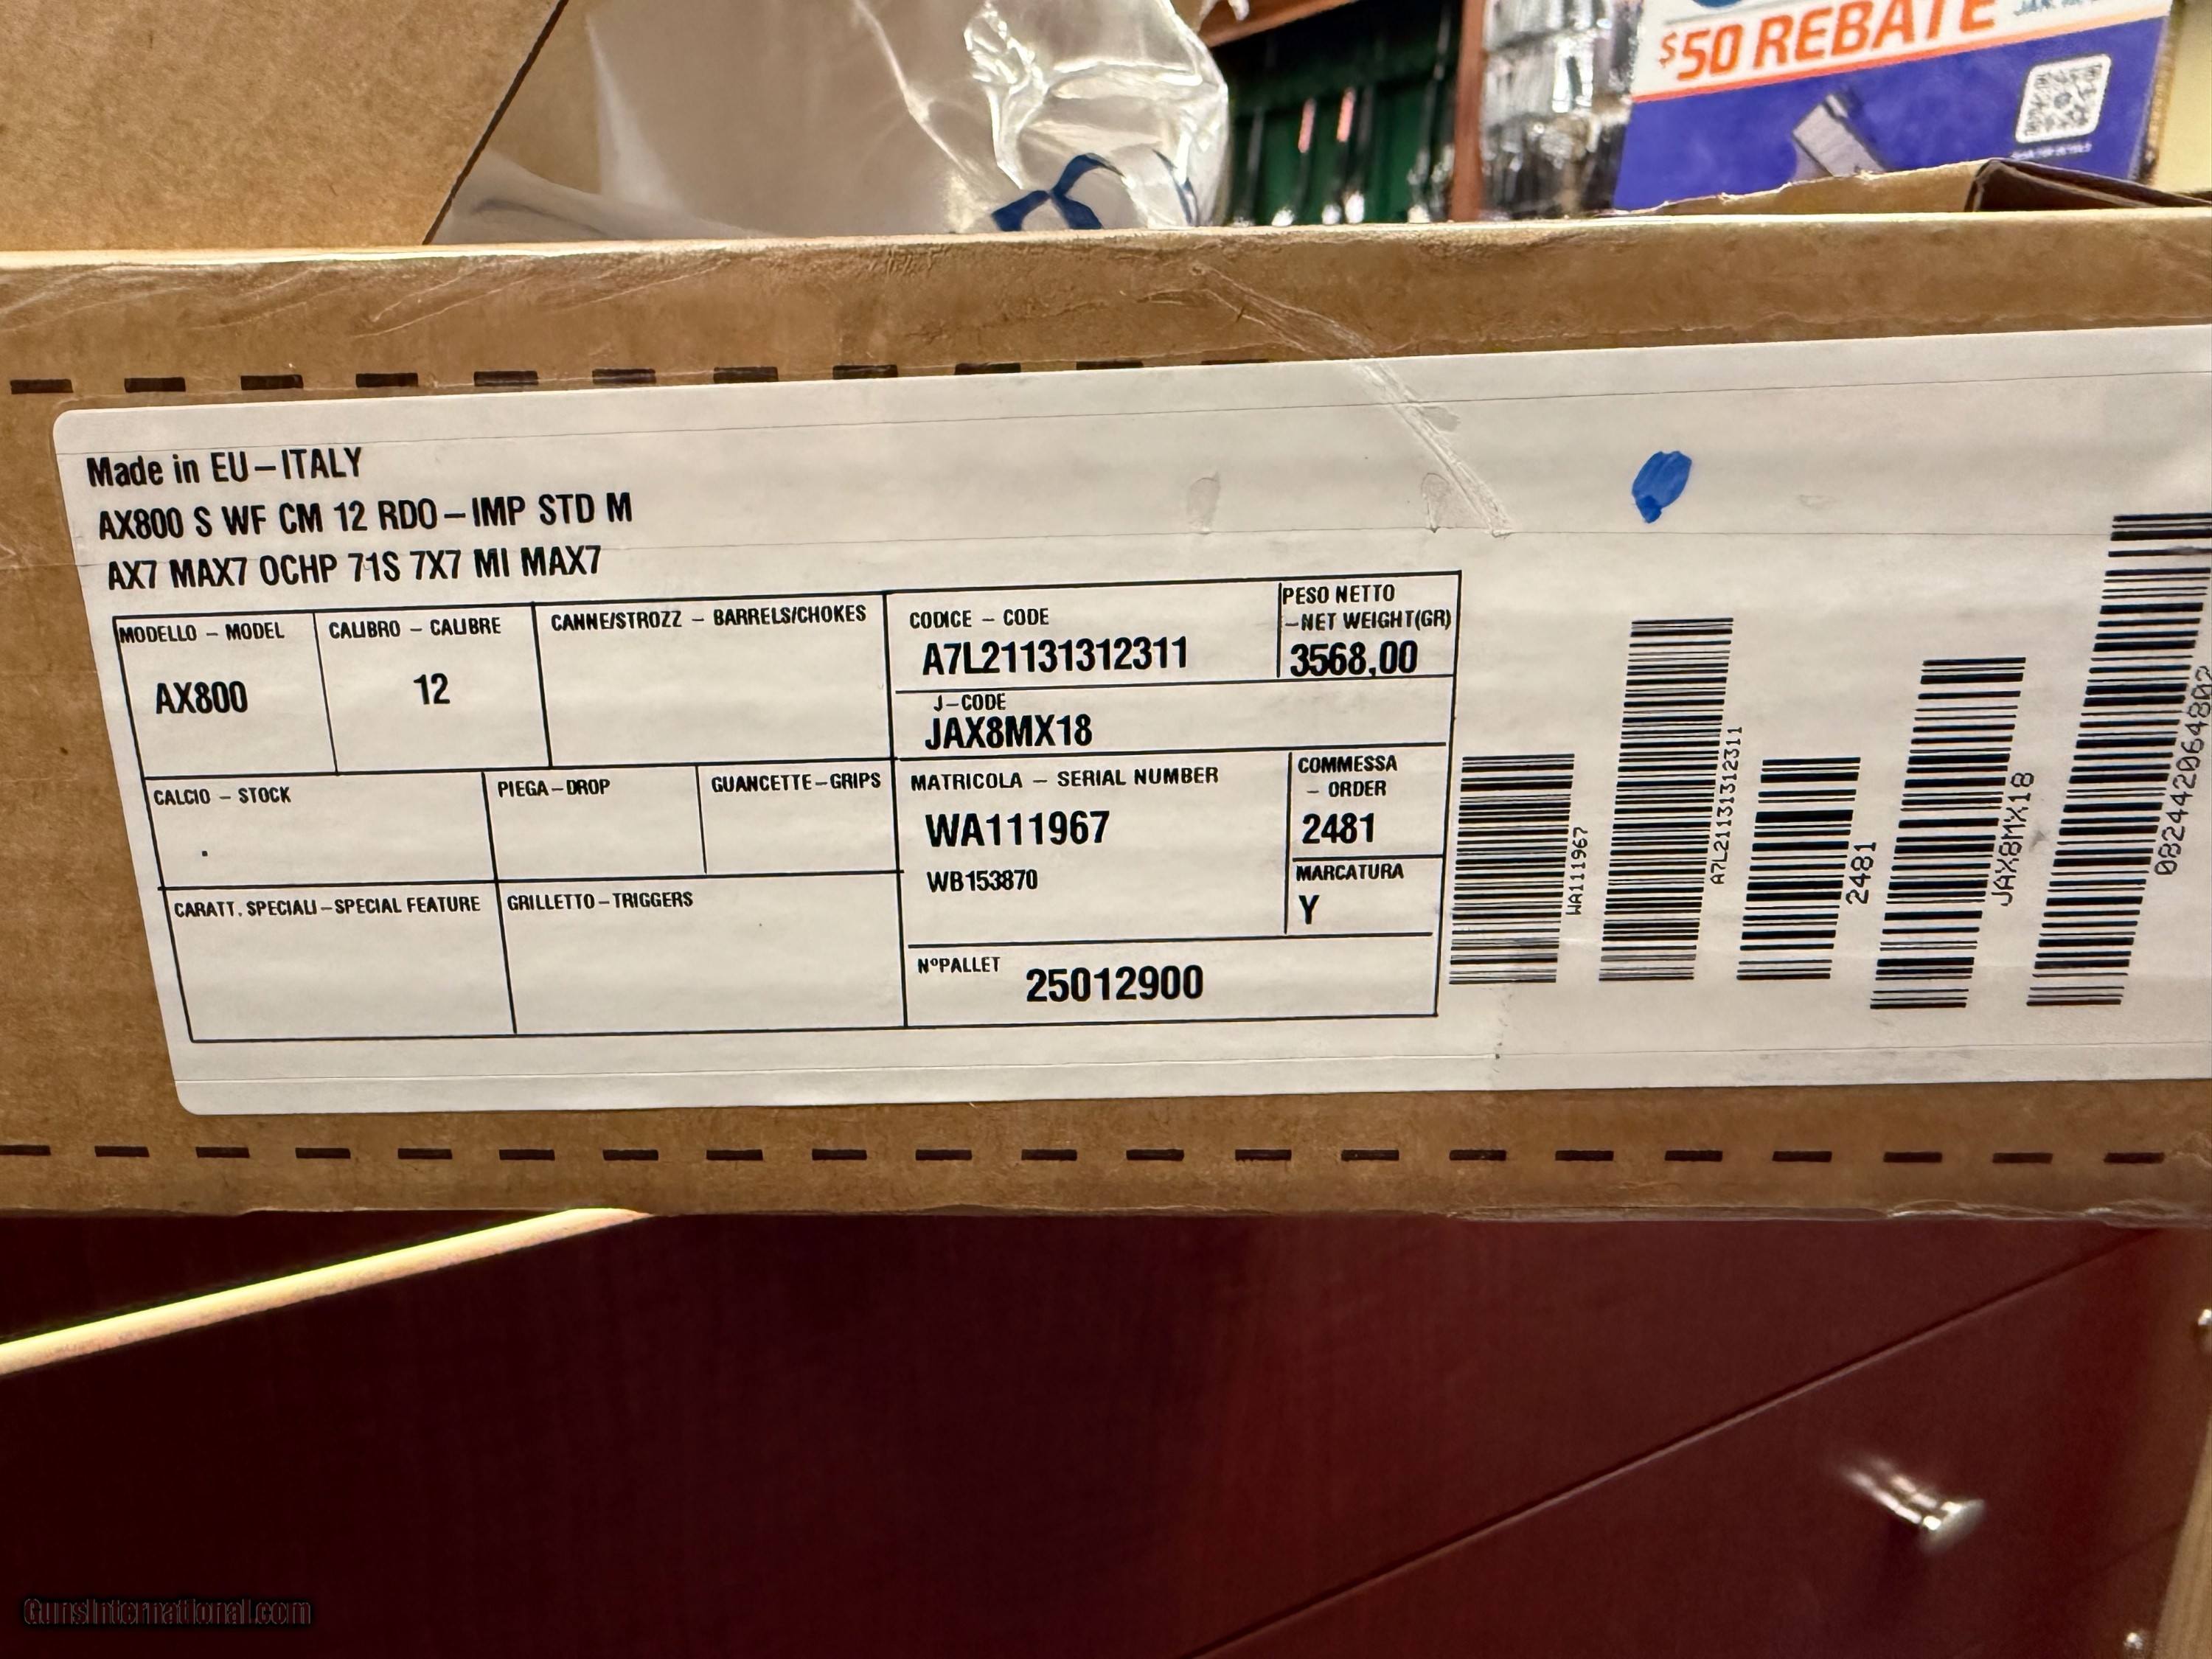 $50 REBATE
Made in EU-ITALY
AX800 S WF CM 12 RDO-IMP STD M
AX7 MAX7 OCHP 71S 7X7 MI MAX7
MODELLO - MODEL
AX800
CALIBRO - CALIBRE
12
CANNE/STROZZ - BARRELS/CHOKES
CODICE - CODE
A7L21131312311
PESO NETTO
-NET WEIGHT(GR)
3568,00
J-CODE
JAX8MX18
CALCIO - STOCK
.
PIEGA-DROP
GUANCETTE-GRIPS
MATRICOLA - SERIAL NUMBER
WA111967
WB153870
COMMESSA
- ORDER
2481
MARCATURA
Y
CARATT. SPECIALI-SPECIAL FEATURE
GRILLETTO-TRIGGERS
NºPALLET 25012900
WA111967
A7L21131312311
2481
JAX8MX18
082442064802
GunsInternational.com